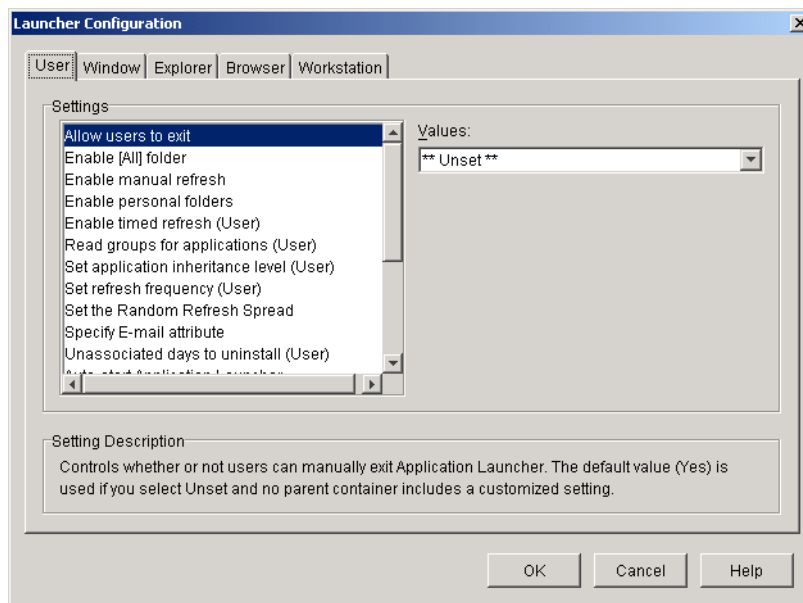 Launcher Configuration
User Window Explorer Browser Workstation
Settings
Allow users to exit
Enable [All] folder
Enable manual refresh
Enable personal folders
Enable timed refresh (User)
Read groups for applications (User)
Set application inheritance level (User)
Set refresh frequency (User)
Set the Random Refresh Spread
Specify E-mail attribute
Unassociated days to uninstall (User)
Auto-start Application Launcher
Values:
** Unset **
Setting Description
Controls whether or not users can manually exit Application Launcher. The default value (Yes) is
used if you select Unset and no parent container includes a customized setting.
OK Cancel Help